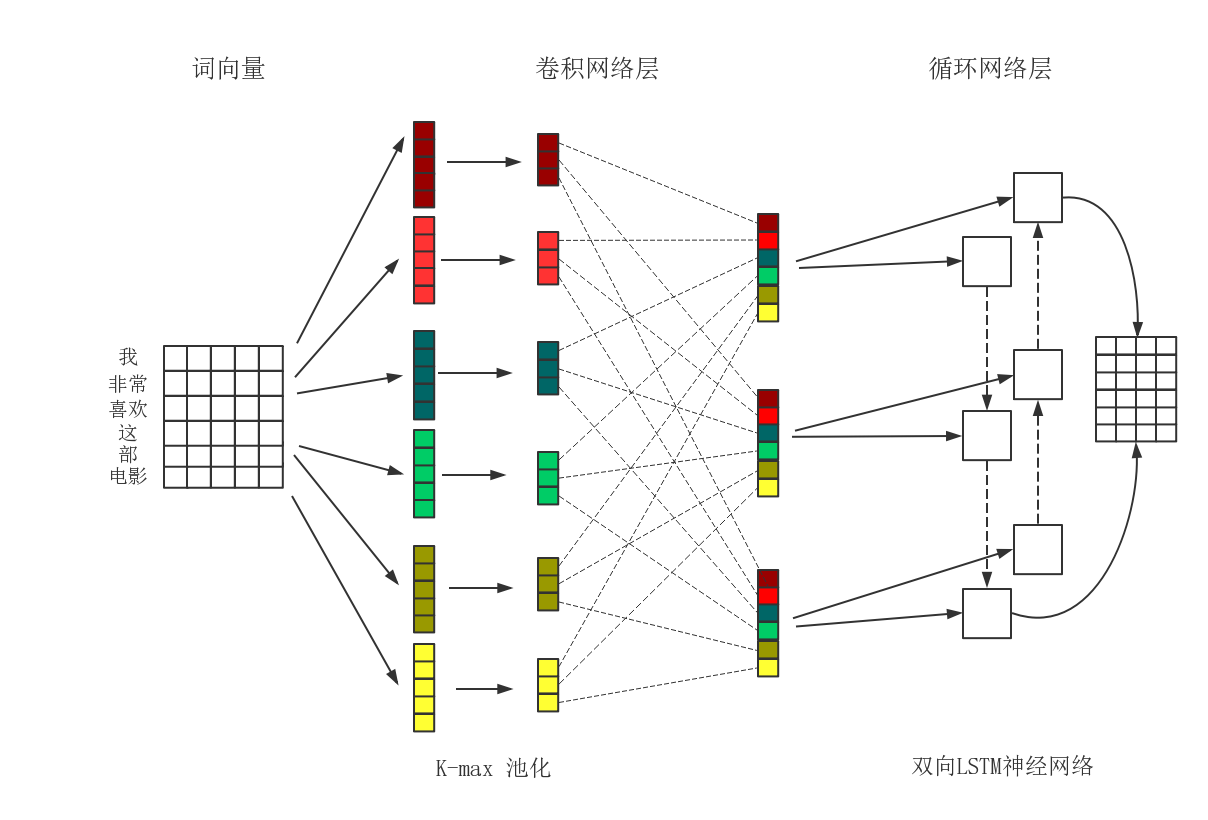 词向量
卷积网络层
循环网络层
我
非常
喜欢
这
部
电影
K-max 池化
双向LSTM神经网络